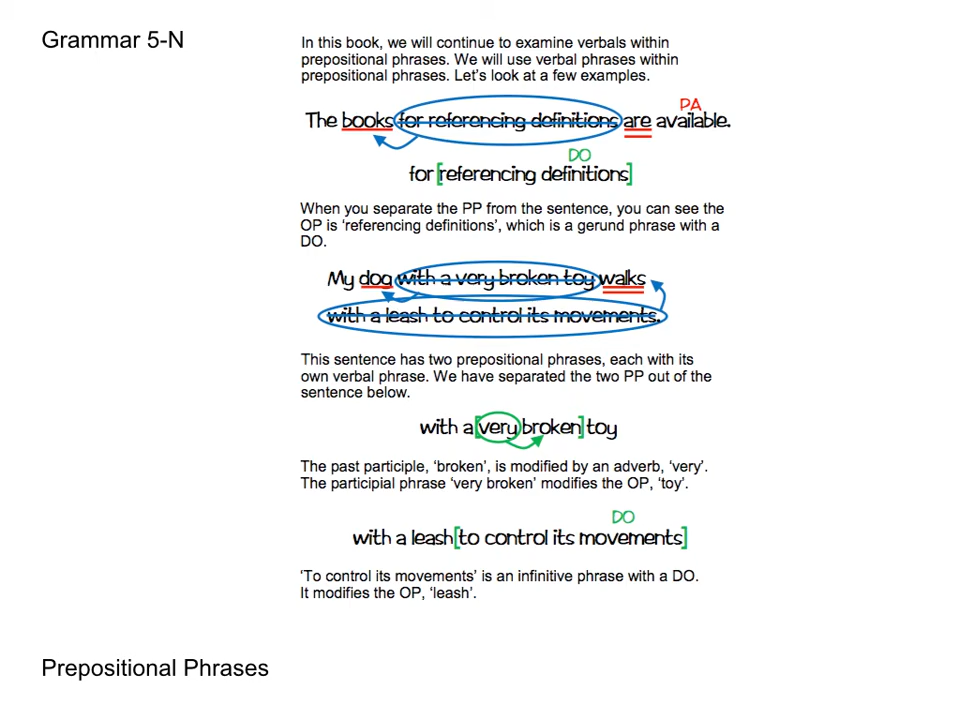 Grammar 5-N
In this book, we will continue to examine verbals within
prepositional phrases. We will use verbal phrases within
prepositional phrases. Let's look at a few examples.
PA
The books for referencing definitions are available.
DO
for [referencing definitions]
When you separate the PP from the sentence, you can see the
OP is 'referencing definitions', which is a gerund phrase with a
DO.
My dog with a very broken toy walks
with a leash to control its movements.
This sentence has two prepositional phrases, each with its
own verbal phrase. We have separated the two PP out of the
sentence below.
with a [very broken] toy
The past participle, 'broken', is modified by an adverb, 'very'.
The participial phrase 'very broken' modifies the OP, 'toy'.
DO
with a leash [to control its movements]
'To control its movements' is an infinitive phrase with a DO.
It modifies the OP, 'leash'.
Prepositional Phrases